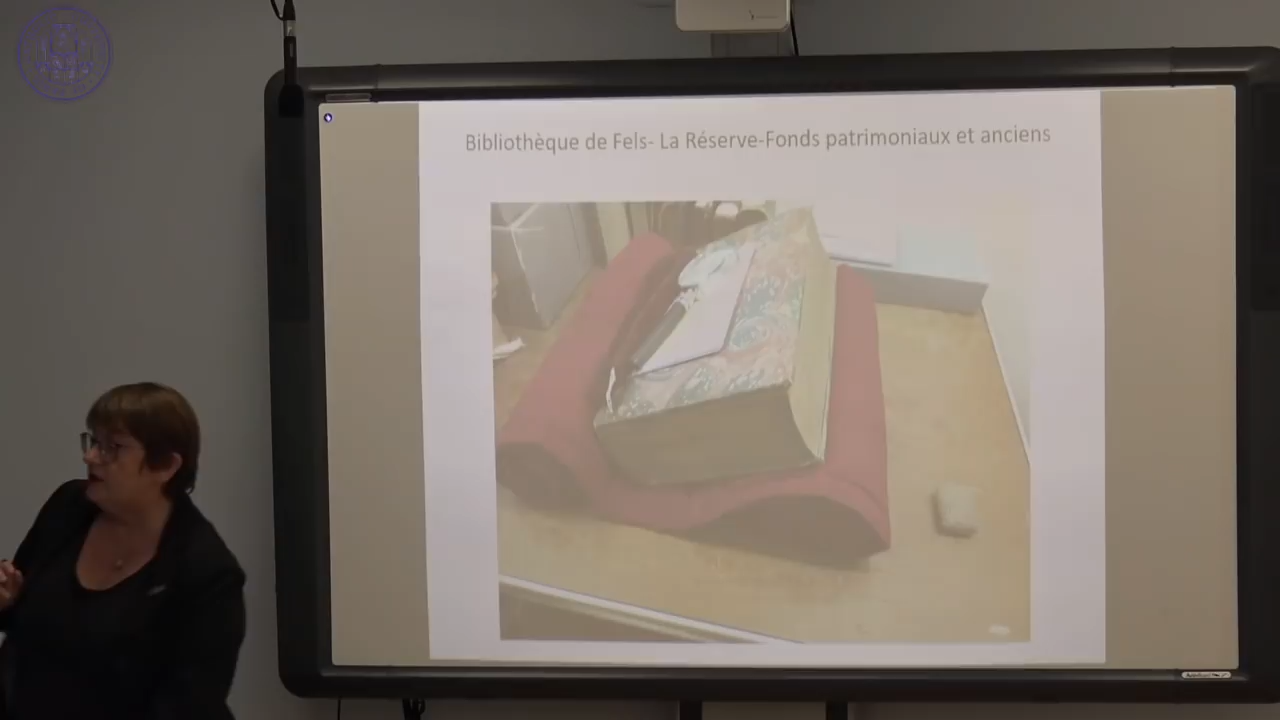 Bibliothèque de Fels- La Réserve-Fonds patrimoniaux et anciens